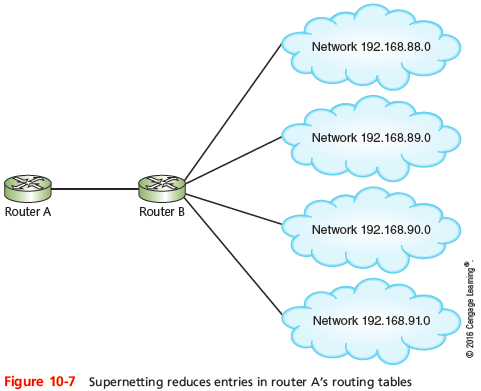 Network 192.168.88.0
Network 192.168.89.0
Router A
Router B
Network 192.168.90.0
Network 192.168.91.0
© 2016 Cengage Learning®.
Figure 10-7 Supernetting reduces entries in router A’s routing tables